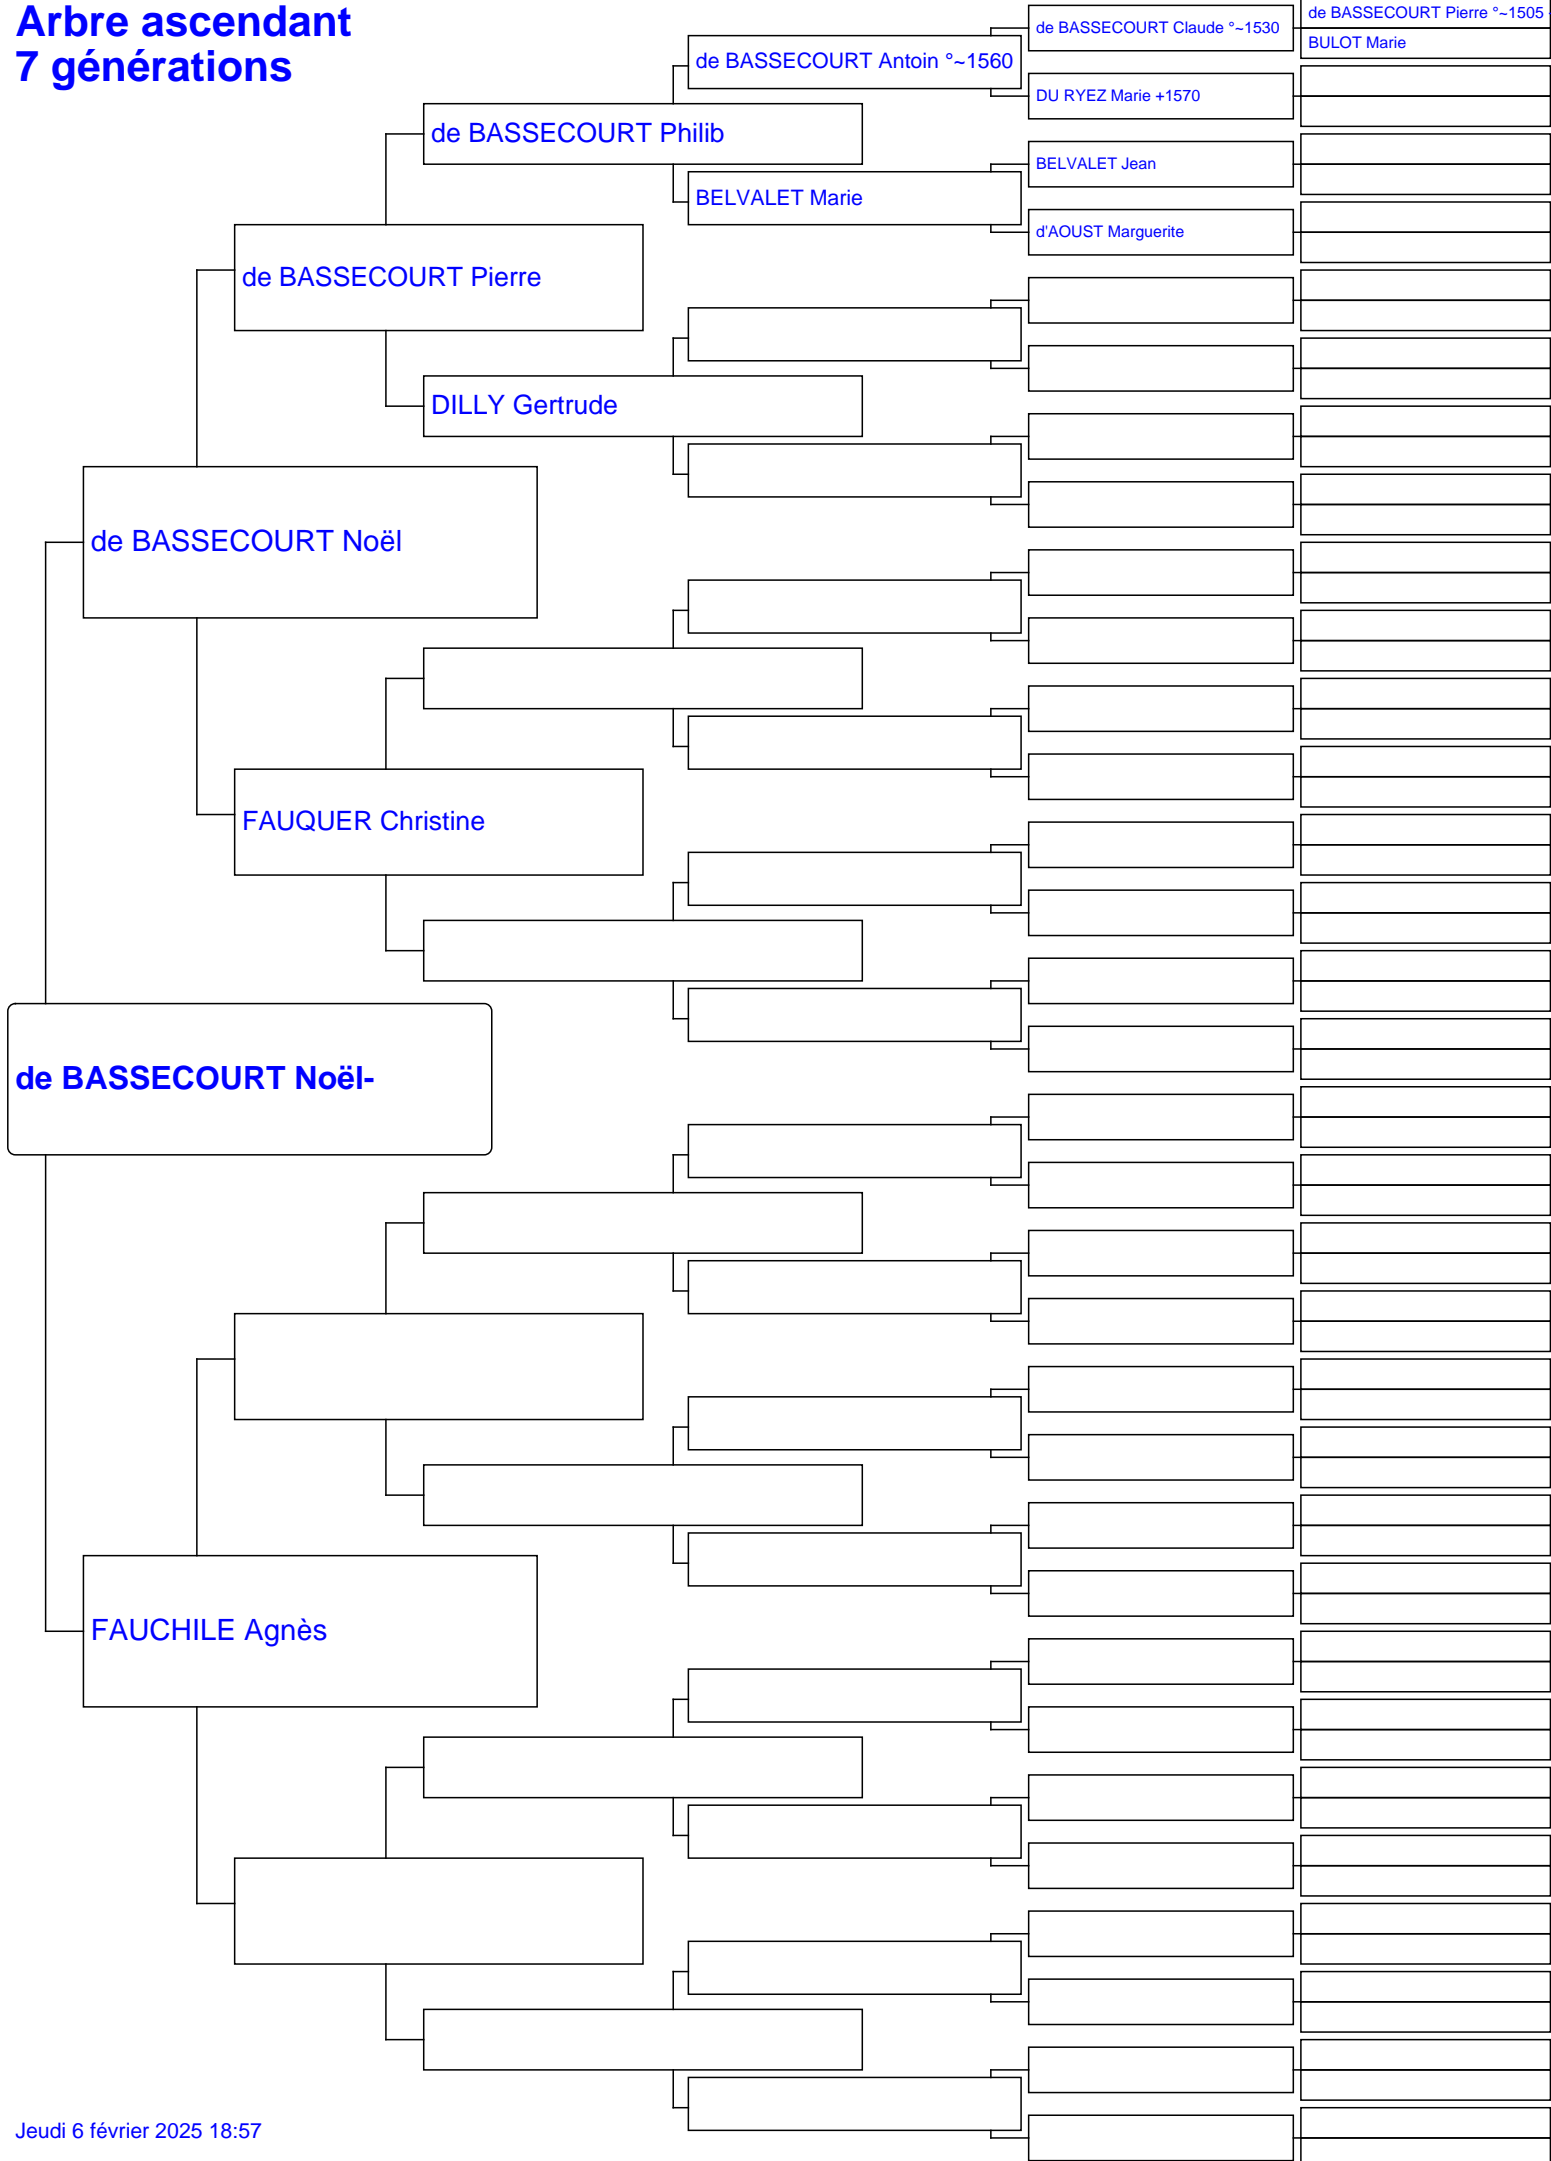 Arbre ascendant
7 générations
de BASSECOURT Pierre °~1505
de BASSECOURT Claude °~1530
BULOT Marie
de BASSECOURT Antoin °~1560
DU RYEZ Marie +1570
de BASSECOURT Philib
BELVALET Jean
BELVALET Marie
d'AOUST Marguerite
de BASSECOURT Pierre
DILLY Gertrude
de BASSECOURT Noël
FAUQUER Christine
de BASSECOURT Noël-
FAUCHILE Agnès
Jeudi 6 février 2025 18:57